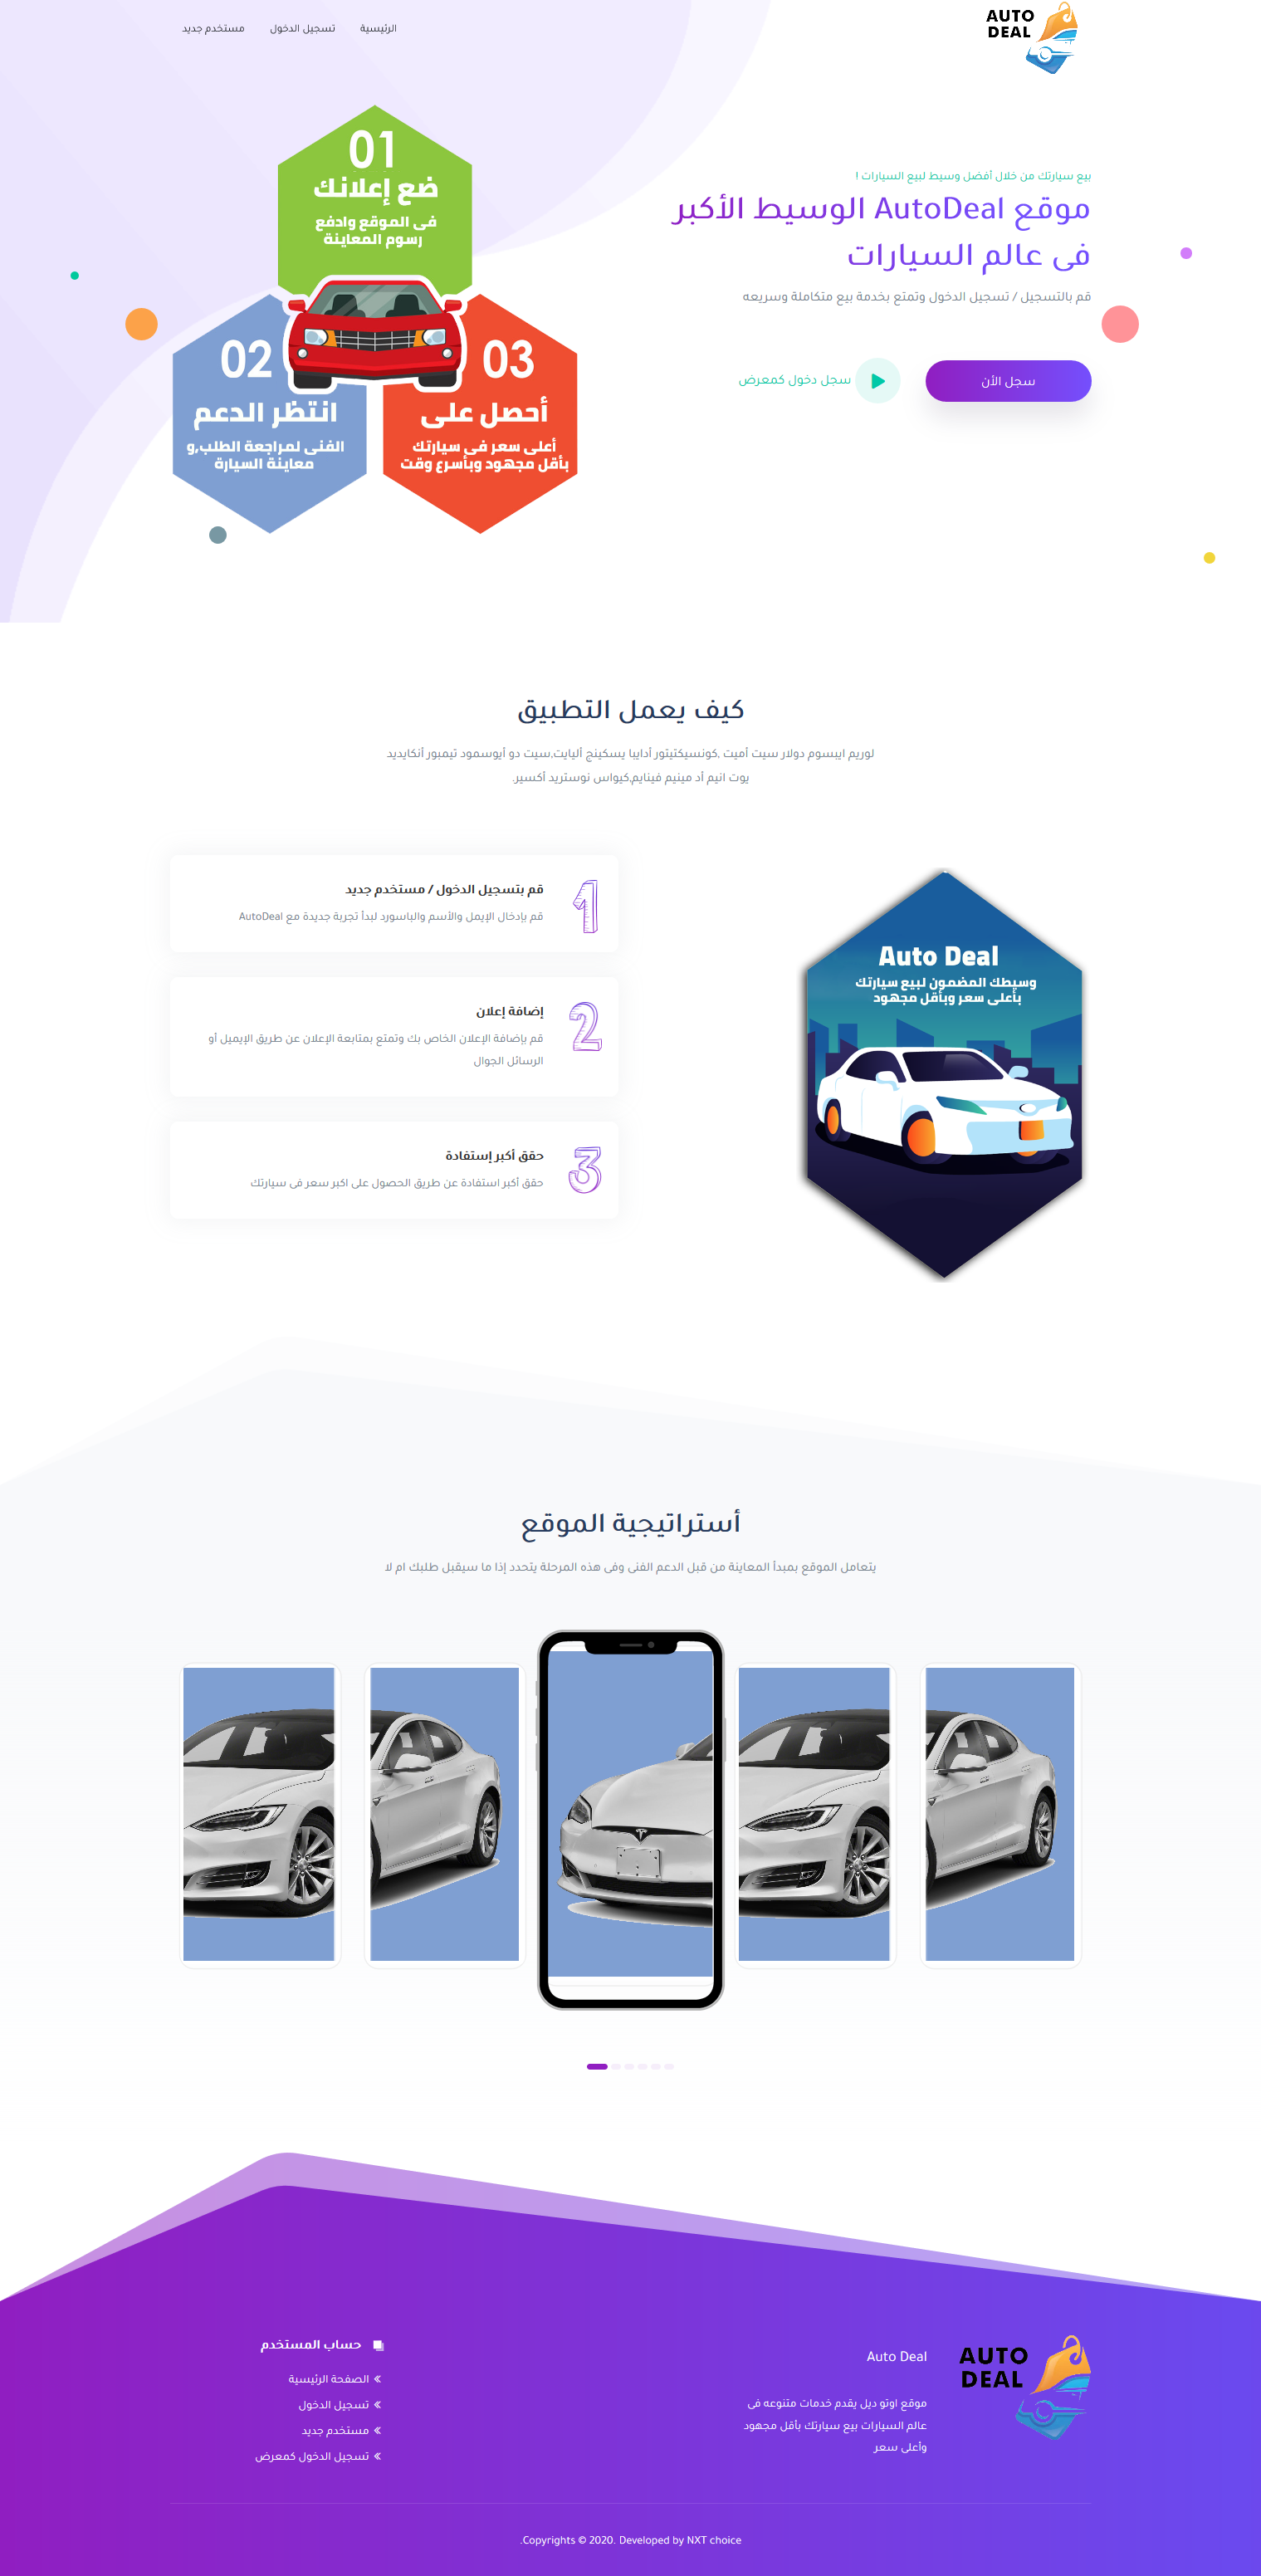 AUTO
DEAL
الرئيسية
تسجيل الدخول
مستخدم جديد
بيع سيارتك من خلال أفضل وسيط لبيع السيارات !
موقع AutoDeal الوسيط الأكبر
فى عالم السيارات
قم بالتسجيل / تسجيل الدخول وتمتع بخدمة بيع متكاملة وسريعه
سجل الأن
سجل دخول كمعرض
01
ضع إعلانك
فى الموقع وادفع
رسوم المعاينة
02
انتظر الدعم
الفنى لمراجعة الطلب,و
معاينة السيارة
03
أحصل على
أعلى سعر فى سيارتك
بأقل مجهود وبأسرع وقت
كيف يعمل التطبيق
لوريم ايبسوم دولار سيت أميت ,كونسيكتيتور أدايبا يسكينج أليايت,سيت دو أيوسمود تيمبور أنكايديد
يوت انيم أد مينيم فينايم,كيواس نوستريد أكسير.
Auto Deal
وسيطك المضمون لبيع سيارتك
بأعلى سعر وبأقل مجهود
1
قم بتسجيل الدخول / مستخدم جديد
قم بإدخال الإيمل والأسم والباسورد لبدأ تجربة جديدة مع AutoDeal
2
إضافة إعلان
قم بإضافة الإعلان الخاص بك وتمتع بمتابعة الإعلان عن طريق الإيميل أو
الرسائل الجوال
3
حقق أكبر إستفادة
حقق أكبر استفادة عن طريق الحصول على اكبر سعر فى سيارتك
أستراتيجية الموقع
يتعامل الموقع بمبدأ المعاينة من قبل الدعم الفنى وفى هذه المرحلة يتحدد إذا ما سيقبل طلبك ام لا
AUTO
DEAL
Auto Deal
موقع اوتو ديل يقدم خدمات متنوعه فى
عالم السيارات بيع سيارتك بأقل مجهود
وأعلى سعر
حساب المستخدم
الصفحة الرئيسية
تسجيل الدخول
مستخدم جديد
تسجيل الدخول كمعرض
.Copyrights © 2020. Developed by NXT choice